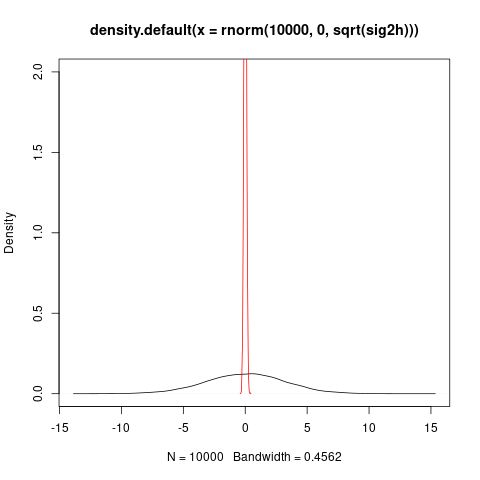 density.default(x = rnorm(10000, 0, sqrt(sig2h)))
Density
2.0
1.5
1.0
0.5
0.0
-15 -10 -5 0 5 10 15
N = 10000 Bandwidth = 0.4562